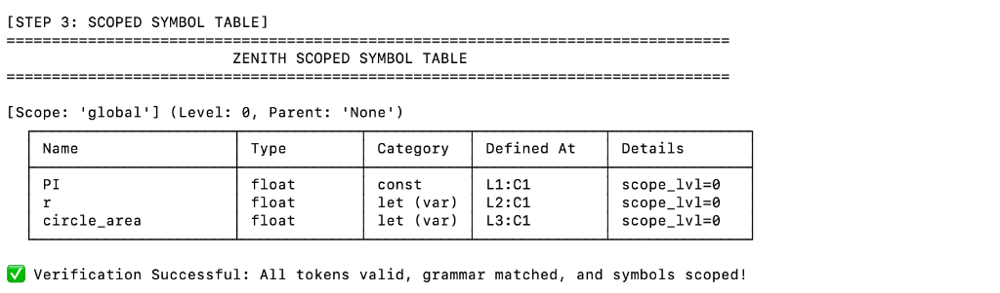 [STEP 3: SCOPED SYMBOL TABLE]
================================================================================
ZENITH SCOPED SYMBOL TABLE
================================================================================
[Scope: 'global'] (Level: 0, Parent: 'None')
Name Type Category Defined At Details
PI float const L1:C1 scope_lvl=0
r float let (var) L2:C1 scope_lvl=0
circle_area float let (var) L3:C1 scope_lvl=0
✅ Verification Successful: All tokens valid, grammar matched, and symbols scoped!